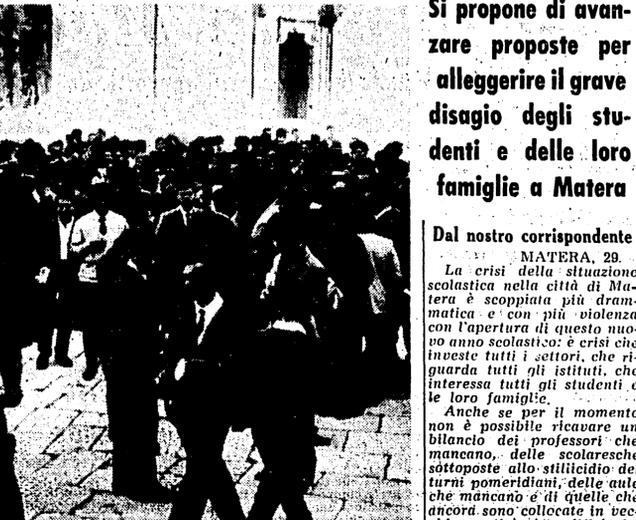 Si propone di avan-
zare proposte per
alleggerire il grave
disagio degli stu-
denti e delle loro
famiglie a Matera
Dal nostro corrispondente
MATERA, 29.
La crisi della situazione
scolastica nella città di Ma-
tera è scoppiata più dram-
matica e con più violenza
con l'apertura di questo nuo-
vo anno scolastico: è crisi che
investe tutti i settori, che ri-
guarda tutti gli istituti, che
interessa tutti gli studenti e
le loro famiglie.
Anche se per il momento
non è possibile ricavare un
bilancio dei professori che
mancano, delle scolaresche
sottoposte allo stillicidio dei
turni pomeridiani, delle aule
che mancano e di quelle che
ancora sono collocate in vec-